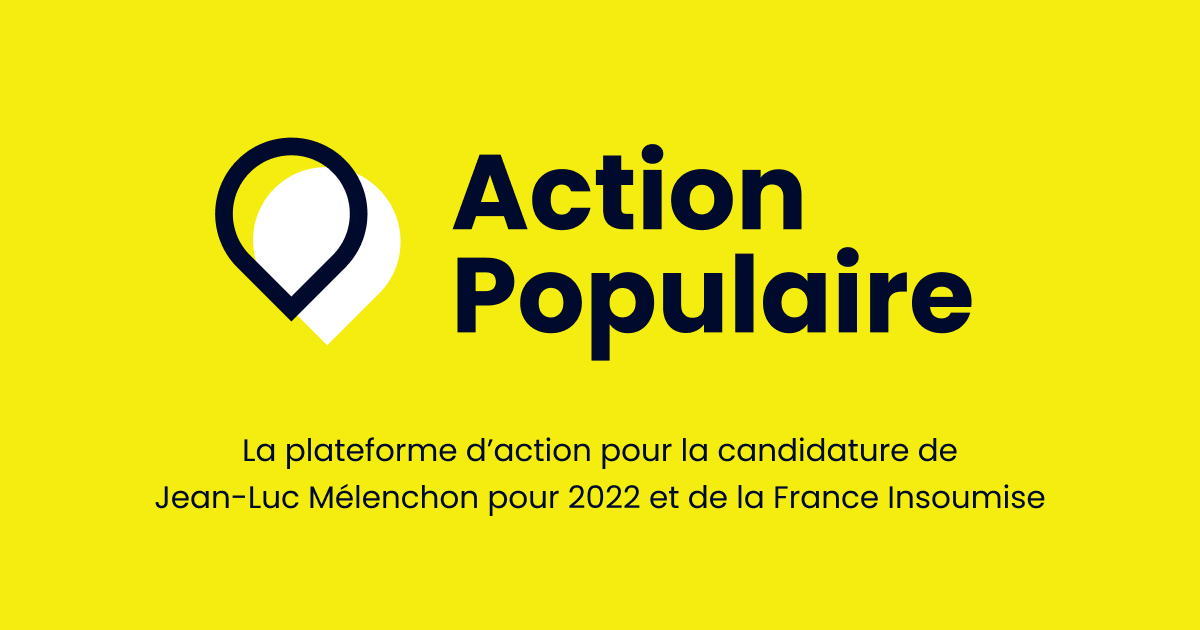 Action
Populaire
La plateforme d’action pour la candidature de
Jean-Luc Mélenchon pour 2022 et de la France Insoumise